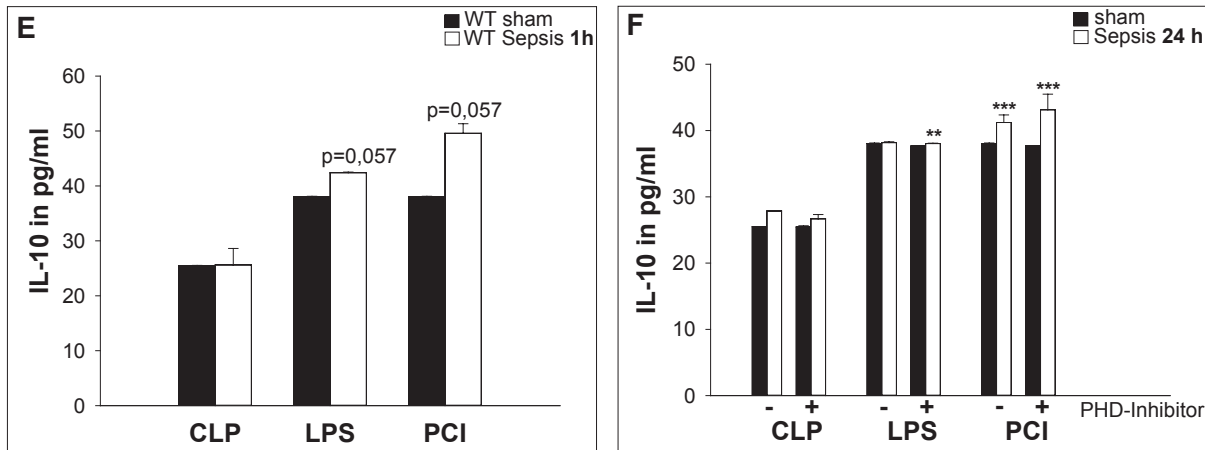 E
WT sham
WT Sepsis 1h
60
50
40
30
20
10
0
IL-10 in pg/ml
p=0,057
p=0,057
CLP LPS PCI
F
sham
Sepsis 24 h
50
40
30
20
10
0
IL-10 in pg/ml
**
***
***
- + - + - + PHD-Inhibitor
CLP LPS PCI